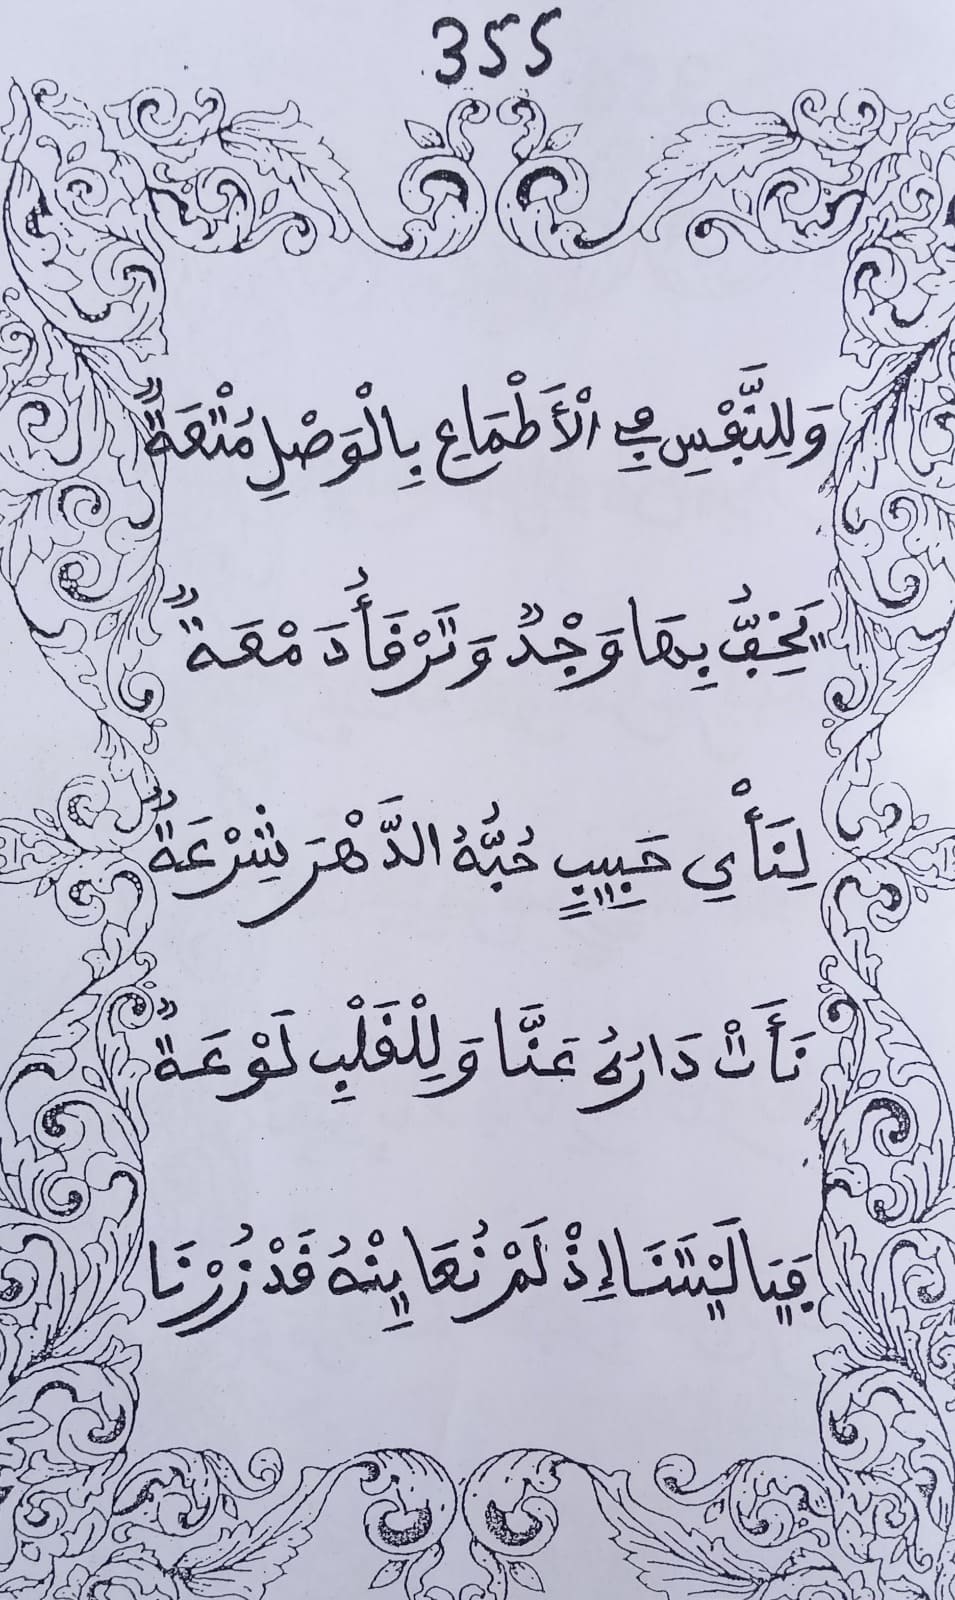 355
وَلِلنَّفْسِ فِي الْأَطْمَاعِ بِالْوَصْلِ مُتْعَةٌ
يَخِفُّ بِهَا وَجْدٌ وَتَرْقَأُ دَمْعَةٌ
لِنَأْيِ حَبِيبٍ حُبُّهُ الدَّهْرَ شِرْعَةٌ
نَأَتْ دَارُهُ عَنَّا وَلِلْقَلْبِ لَوْعَةٌ
فَيَا لَيْتَنَا إِذْ لَمْ نُعَايِنْهُ قَدْ زُرْنَا